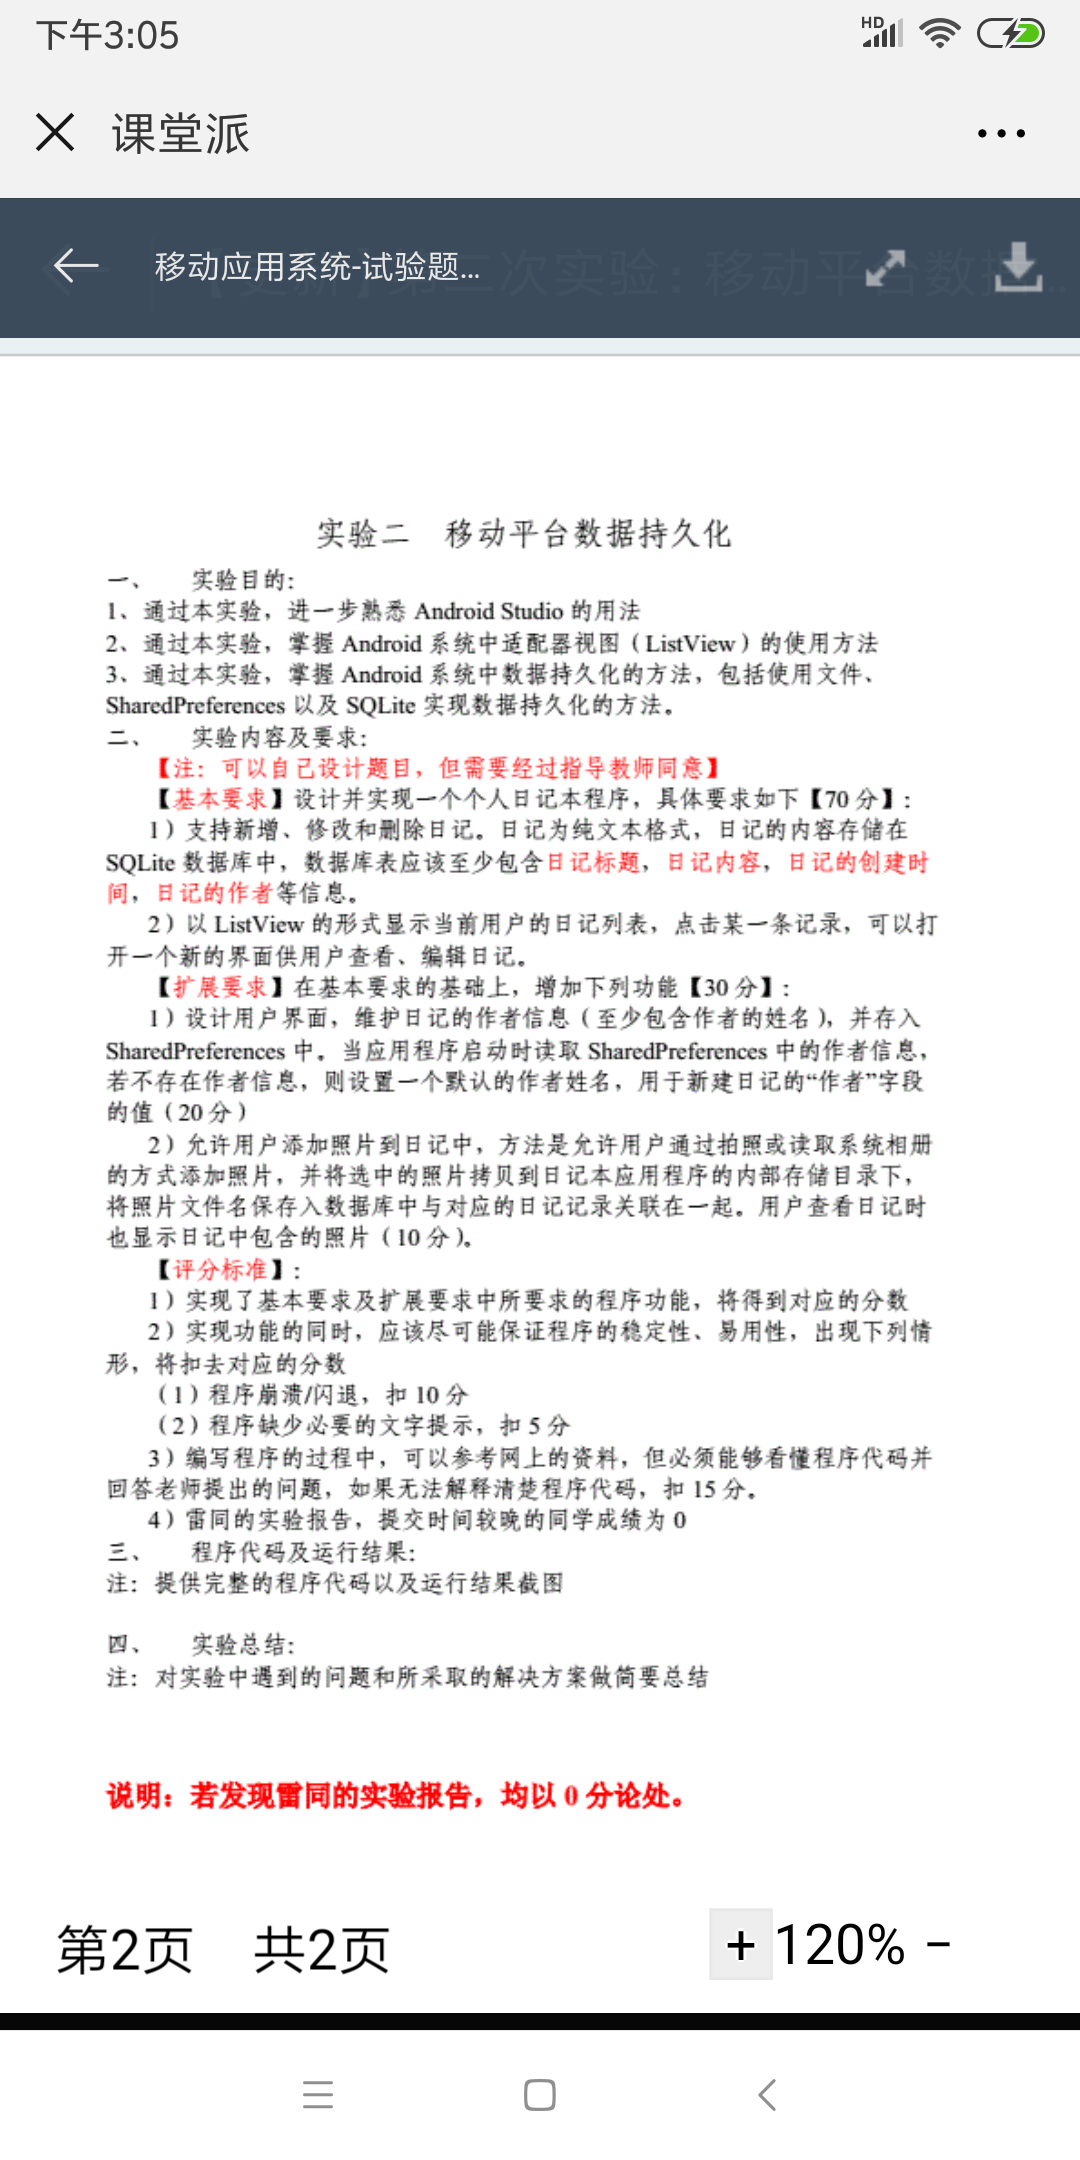 下午3:05
HD
课堂派
移动应用系统-试验题...
实验二 移动平台数据持久化
一、 实验目的:
1、通过本实验，进一步熟悉 Android Studio 的用法
2、通过本实验，掌握 Android 系统中适配器视图（ListView）的使用方法
3、通过本实验，掌握 Android 系统中数据持久化的方法，包括使用文件、
SharedPreferences 以及 SQLite 实现数据持久化的方法。
二、 实验内容及要求:
【注：可以自己设计题目，但需要经过指导教师同意】
【基本要求】设计并实现一个个人日记本程序，具体要求如下【70 分】:
1）支持新增、修改和删除日记。日记为纯文本格式，日记的内容存储在
SQLite 数据库中，数据库表应该至少包含日记标题，日记内容，日记的创建时
间，日记的作者等信息。
2）以 ListView 的形式显示当前用户的日记列表，点击某一条记录，可以打
开一个新的界面供用户查看、编辑日记。
【扩展要求】在基本要求的基础上，增加下列功能【30 分】:
1）设计用户界面，维护日记的作者信息（至少包含作者的姓名），并存入
SharedPreferences 中。当应用程序启动时读取 SharedPreferences 中的作者信息，
若不存在作者信息，则设置一个默认的作者姓名，用于新建日记的“作者”字段
的值（20 分）
2）允许用户添加照片到日记中，方法是允许用户通过拍照或读取系统相册
的方式添加照片，并将选中的照片拷贝到日记本应用程序的内部存储目录下，
将照片文件名保存入数据库中与对应的日记记录关联在一起。用户查看日记时
也显示日记中包含的照片（10 分）。
【评分标准】:
1）实现了基本要求及扩展要求中所要求的程序功能，将得到对应的分数
2）实现功能的同时，应该尽可能保证程序的稳定性、易用性，出现下列情
形，将扣去对应的分数
（1）程序崩溃/闪退，扣 10 分
（2）程序缺少必要的文字提示，扣 5 分
3）编写程序的过程中，可以参考网上的资料，但必须能够看懂程序代码并
回答老师提出的问题，如果无法解释清楚程序代码，扣 15 分。
4）雷同的实验报告，提交时间较晚的同学成绩为 0
三、 程序代码及运行结果:
注：提供完整的程序代码以及运行结果截图
四、 实验总结:
注：对实验中遇到的问题和所采取的解决方案做简要总结
说明：若发现雷同的实验报告，均以 0 分论处。
第2页 共2页
+ 120% −